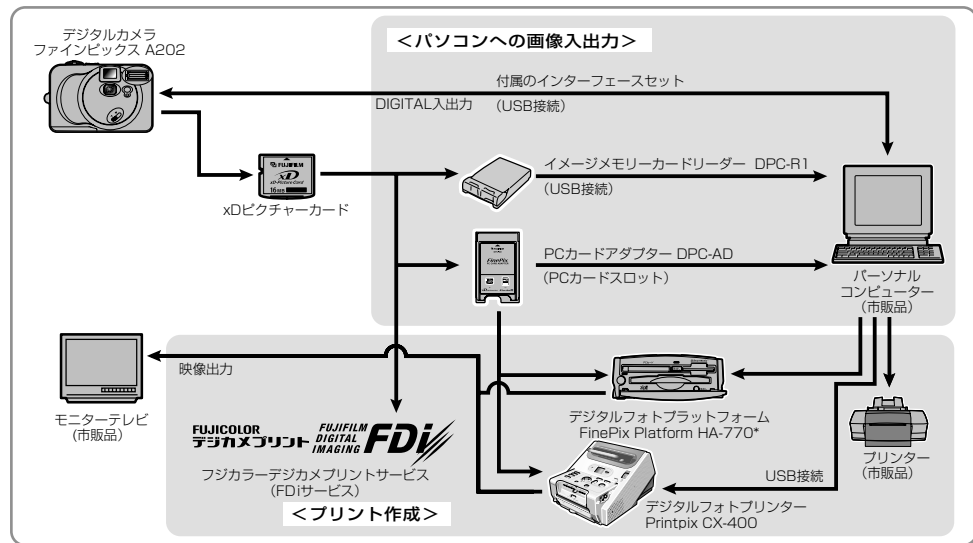 デジタルカメラ
ファインピックス A202
<パソコンへの画像入出力>
付属のインターフェースセット
DIGITAL入出力
(USB接続)
FUJIFILM
xD
xD-Picture Card
16MB
xDピクチャーカード
イメージメモリーカードリーダー DPC-R1
(USB接続)
FinePix
PCカードアダプター DPC-AD
(PCカードスロット)
パーソナル
コンピューター
(市販品)
映像出力
モニターテレビ
(市販品)
デジタルフォトプラットフォーム
FinePix Platform HA-770*
プリンター
(市販品)
FUJICOLOR
デジカメプリント
FUJIFILM
DIGITAL
IMAGING
FDi
フジカラーデジカメプリントサービス
(FDiサービス)
USB接続
デジタルフォトプリンター
Printpix CX-400
<プリント作成>